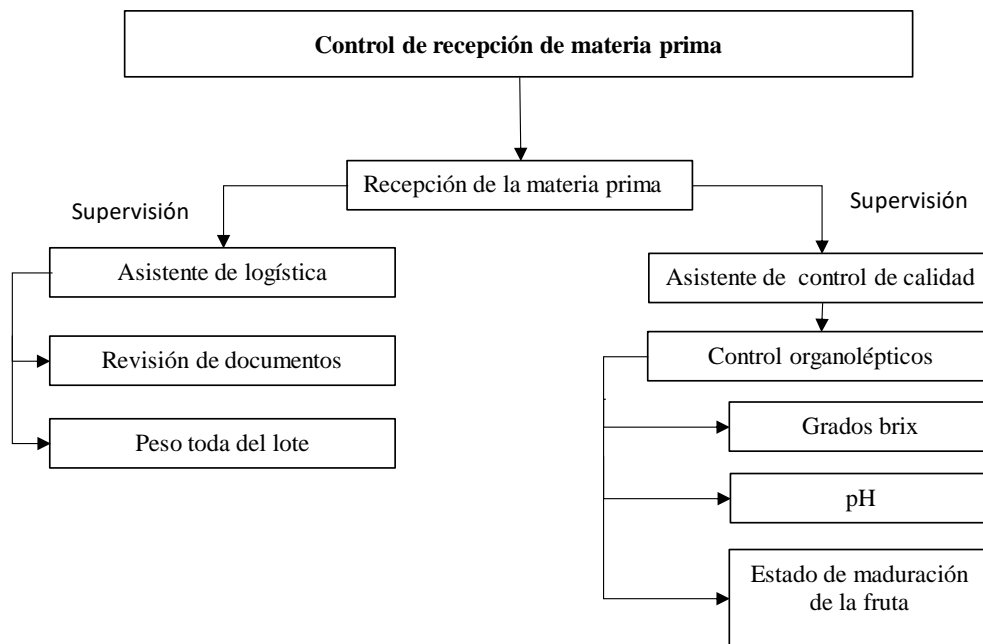 Control de recepción de materia prima
Recepción de la materia prima
Supervisión
Supervisión
Asistente de logística
Asistente de control de calidad
Revisión de documentos
Control organolépticos
Peso toda del lote
Grados brix
pH
Estado de maduración
de la fruta